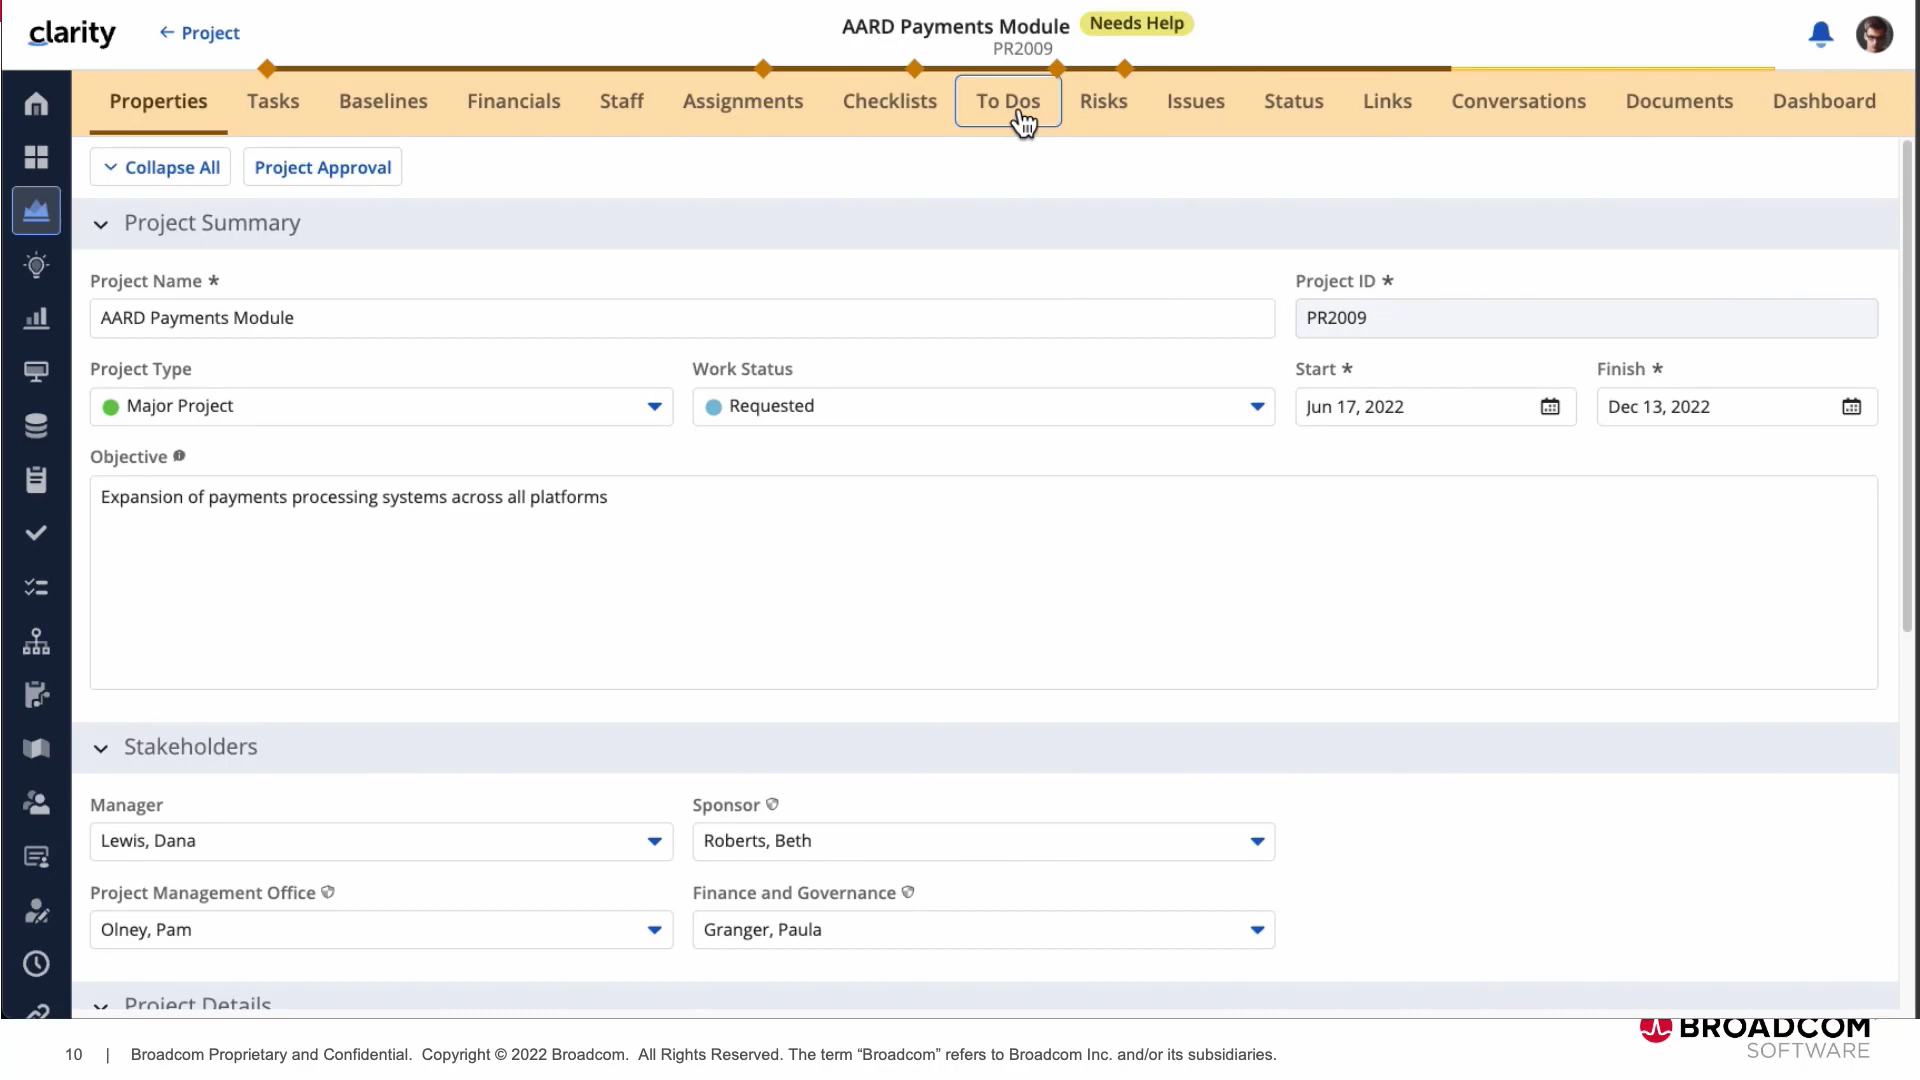 clarity
Project
AARD Payments Module
Needs Help
PR2009
Properties
Tasks
Baselines
Financials
Staff
Assignments
Checklists
To Dos
Risks
Issues
Status
Links
Conversations
Documents
Dashboard
Collapse All
Project Approval
Project Summary
Project Name *
Project ID *
AARD Payments Module
PR2009
Project Type
Work Status
Start *
Finish *
Major Project
Requested
Jun 17, 2022
Dec 13, 2022
Objective
Expansion of payments processing systems across all platforms
Stakeholders
Manager
Sponsor
Lewis, Dana
Roberts, Beth
Project Management Office
Finance and Governance
Olney, Pam
Granger, Paula
Project Details
BROADCOM
SOFTWARE
10 | Broadcom Proprietary and Confidential. Copyright © 2022 Broadcom. All Rights Reserved. The term “Broadcom” refers to Broadcom Inc. and/or its subsidiaries.